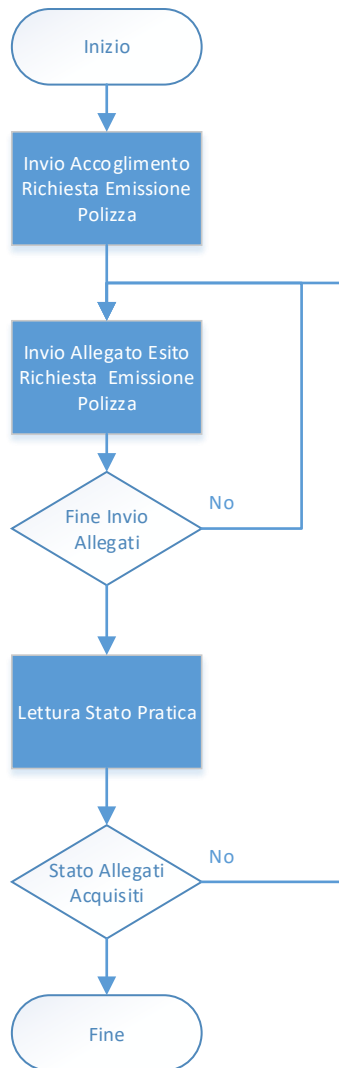 Inizio
Invio Accoglimento
Richiesta Emissione
Polizza
Invio Allegato Esito
Richiesta Emissione
Polizza
Fine Invio
Allegati
No
Lettura Stato Pratica
Stato Allegati
Acquisiti
No
Fine